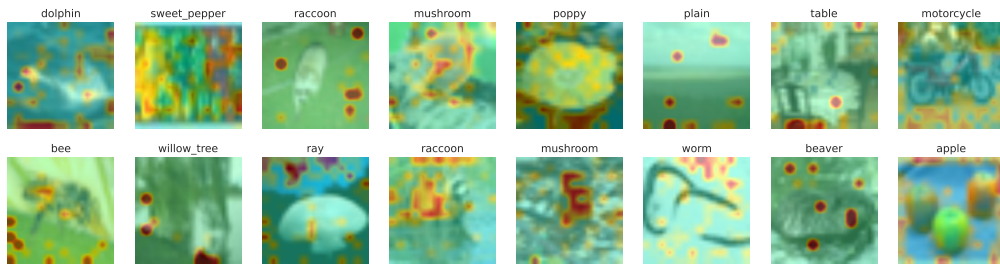 dolphin sweet_pepper raccoon mushroom poppy plain table motorcycle
bee willow_tree ray raccoon mushroom worm beaver apple